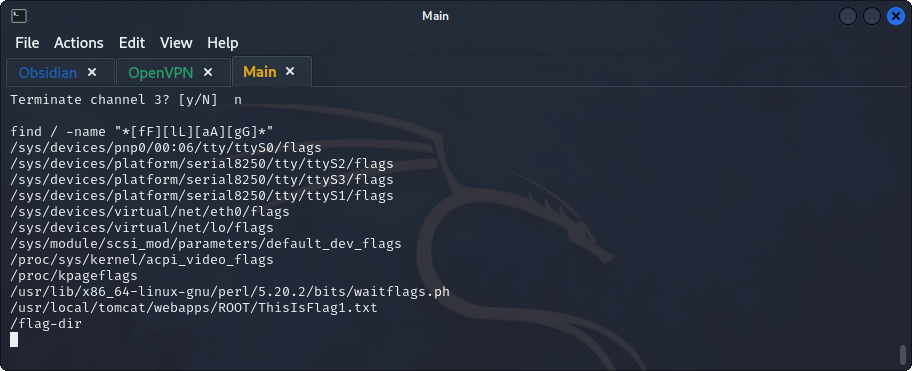 Main
File Actions Edit View Help
Obsidian × OpenVPN × Main ×
Terminate channel 3? [y/N]  n
find / -name "*[fF][lL][aA][gG]*"
/sys/devices/pnp0/00:06/tty/ttyS0/flags
/sys/devices/platform/serial8250/tty/ttyS2/flags
/sys/devices/platform/serial8250/tty/ttyS3/flags
/sys/devices/platform/serial8250/tty/ttyS1/flags
/sys/devices/virtual/net/eth0/flags
/sys/devices/virtual/net/lo/flags
/sys/module/scsi_mod/parameters/default_dev_flags
/proc/sys/kernel/acpi_video_flags
/proc/kpageflags
/usr/lib/x86_64-linux-gnu/perl/5.20.2/bits/waitflags.ph
/usr/local/tomcat/webapps/ROOT/ThisIsFlag1.txt
/flag-dir